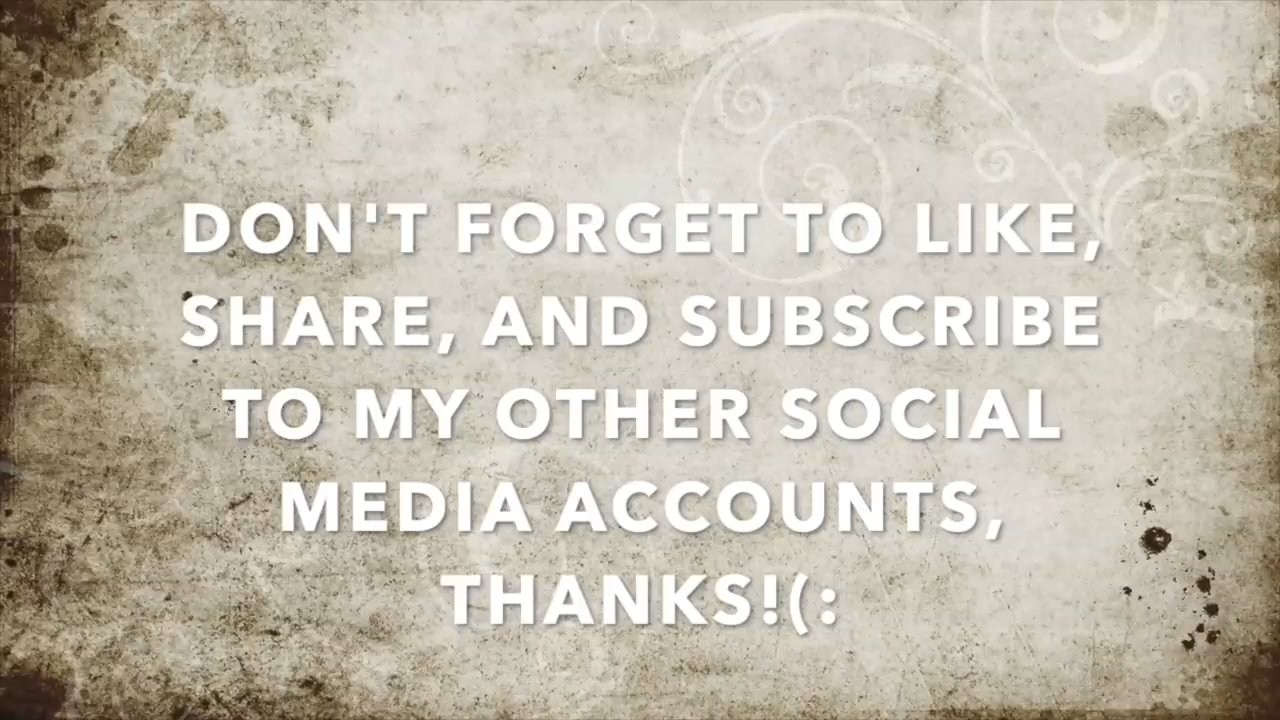 DON'T FORGET TO LIKE,
SHARE, AND SUBSCRIBE
TO MY OTHER SOCIAL
MEDIA ACCOUNTS,
THANKS!(: